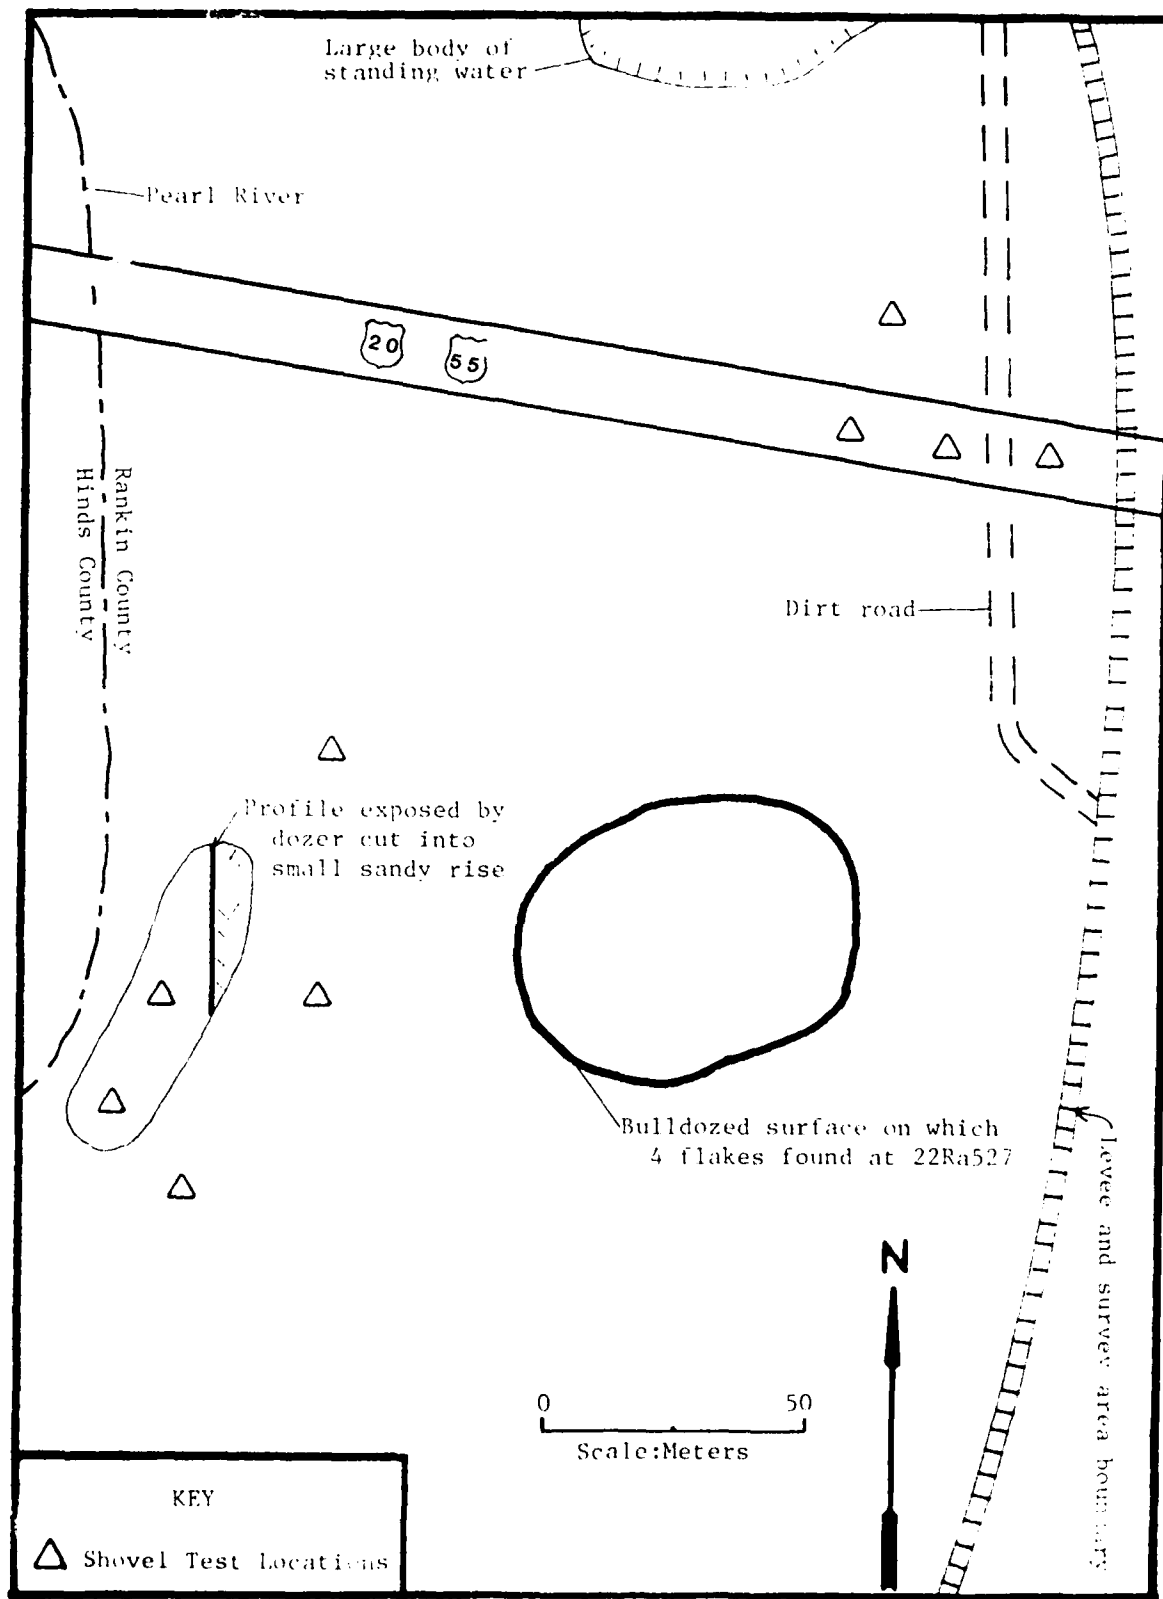 Large body of
standing water
Pearl River
20
55
Rankin County
Hinds County
Dirt road
Profile exposed by
dozer cut into
small sandy rise
Bulldozed surface on which
4 flakes found at 22Ra527
Levee and survey area boundary
N
0 50
Scale:Meters
KEY
Shovel Test Locations